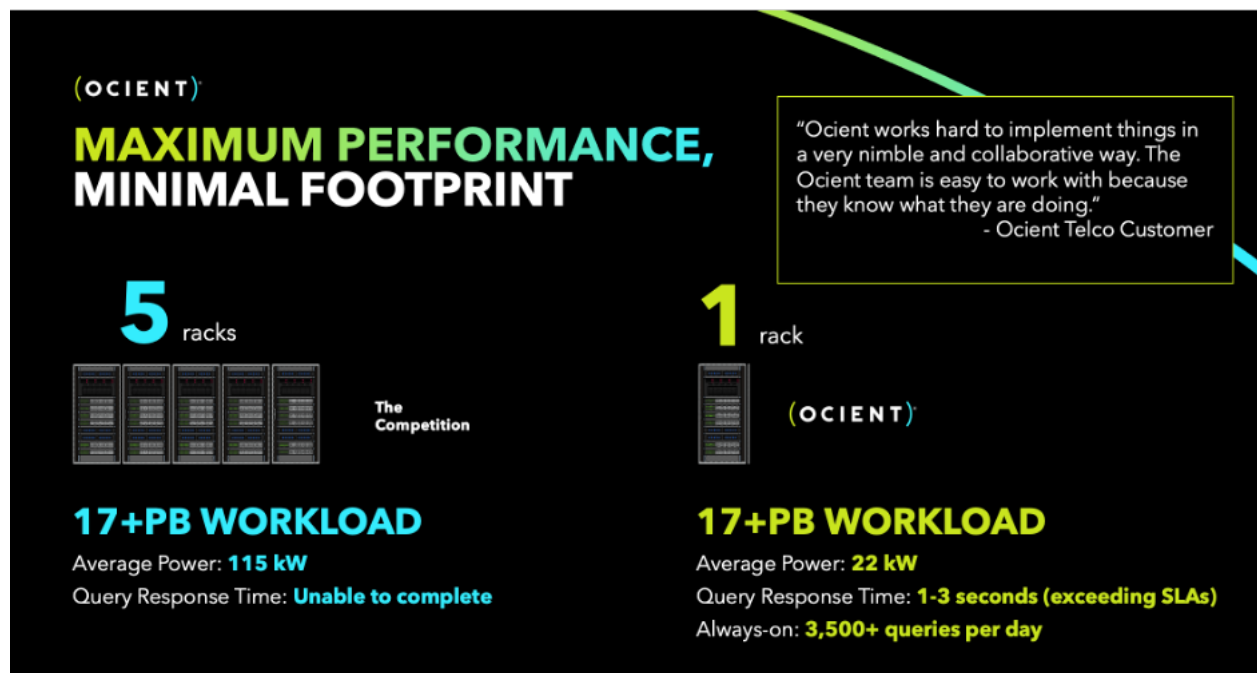 (OCIENT)®
MAXIMUM PERFORMANCE,
MINIMAL FOOTPRINT
“Ocient works hard to implement things in
a very nimble and collaborative way. The
Ocient team is easy to work with because
they know what they are doing.”
- Ocient Telco Customer
5 racks
The
Competition
17+PB WORKLOAD
Average Power: 115 kW
Query Response Time: Unable to complete
1 rack
(OCIENT)®
17+PB WORKLOAD
Average Power: 22 kW
Query Response Time: 1-3 seconds (exceeding SLAs)
Always-on: 3,500+ queries per day